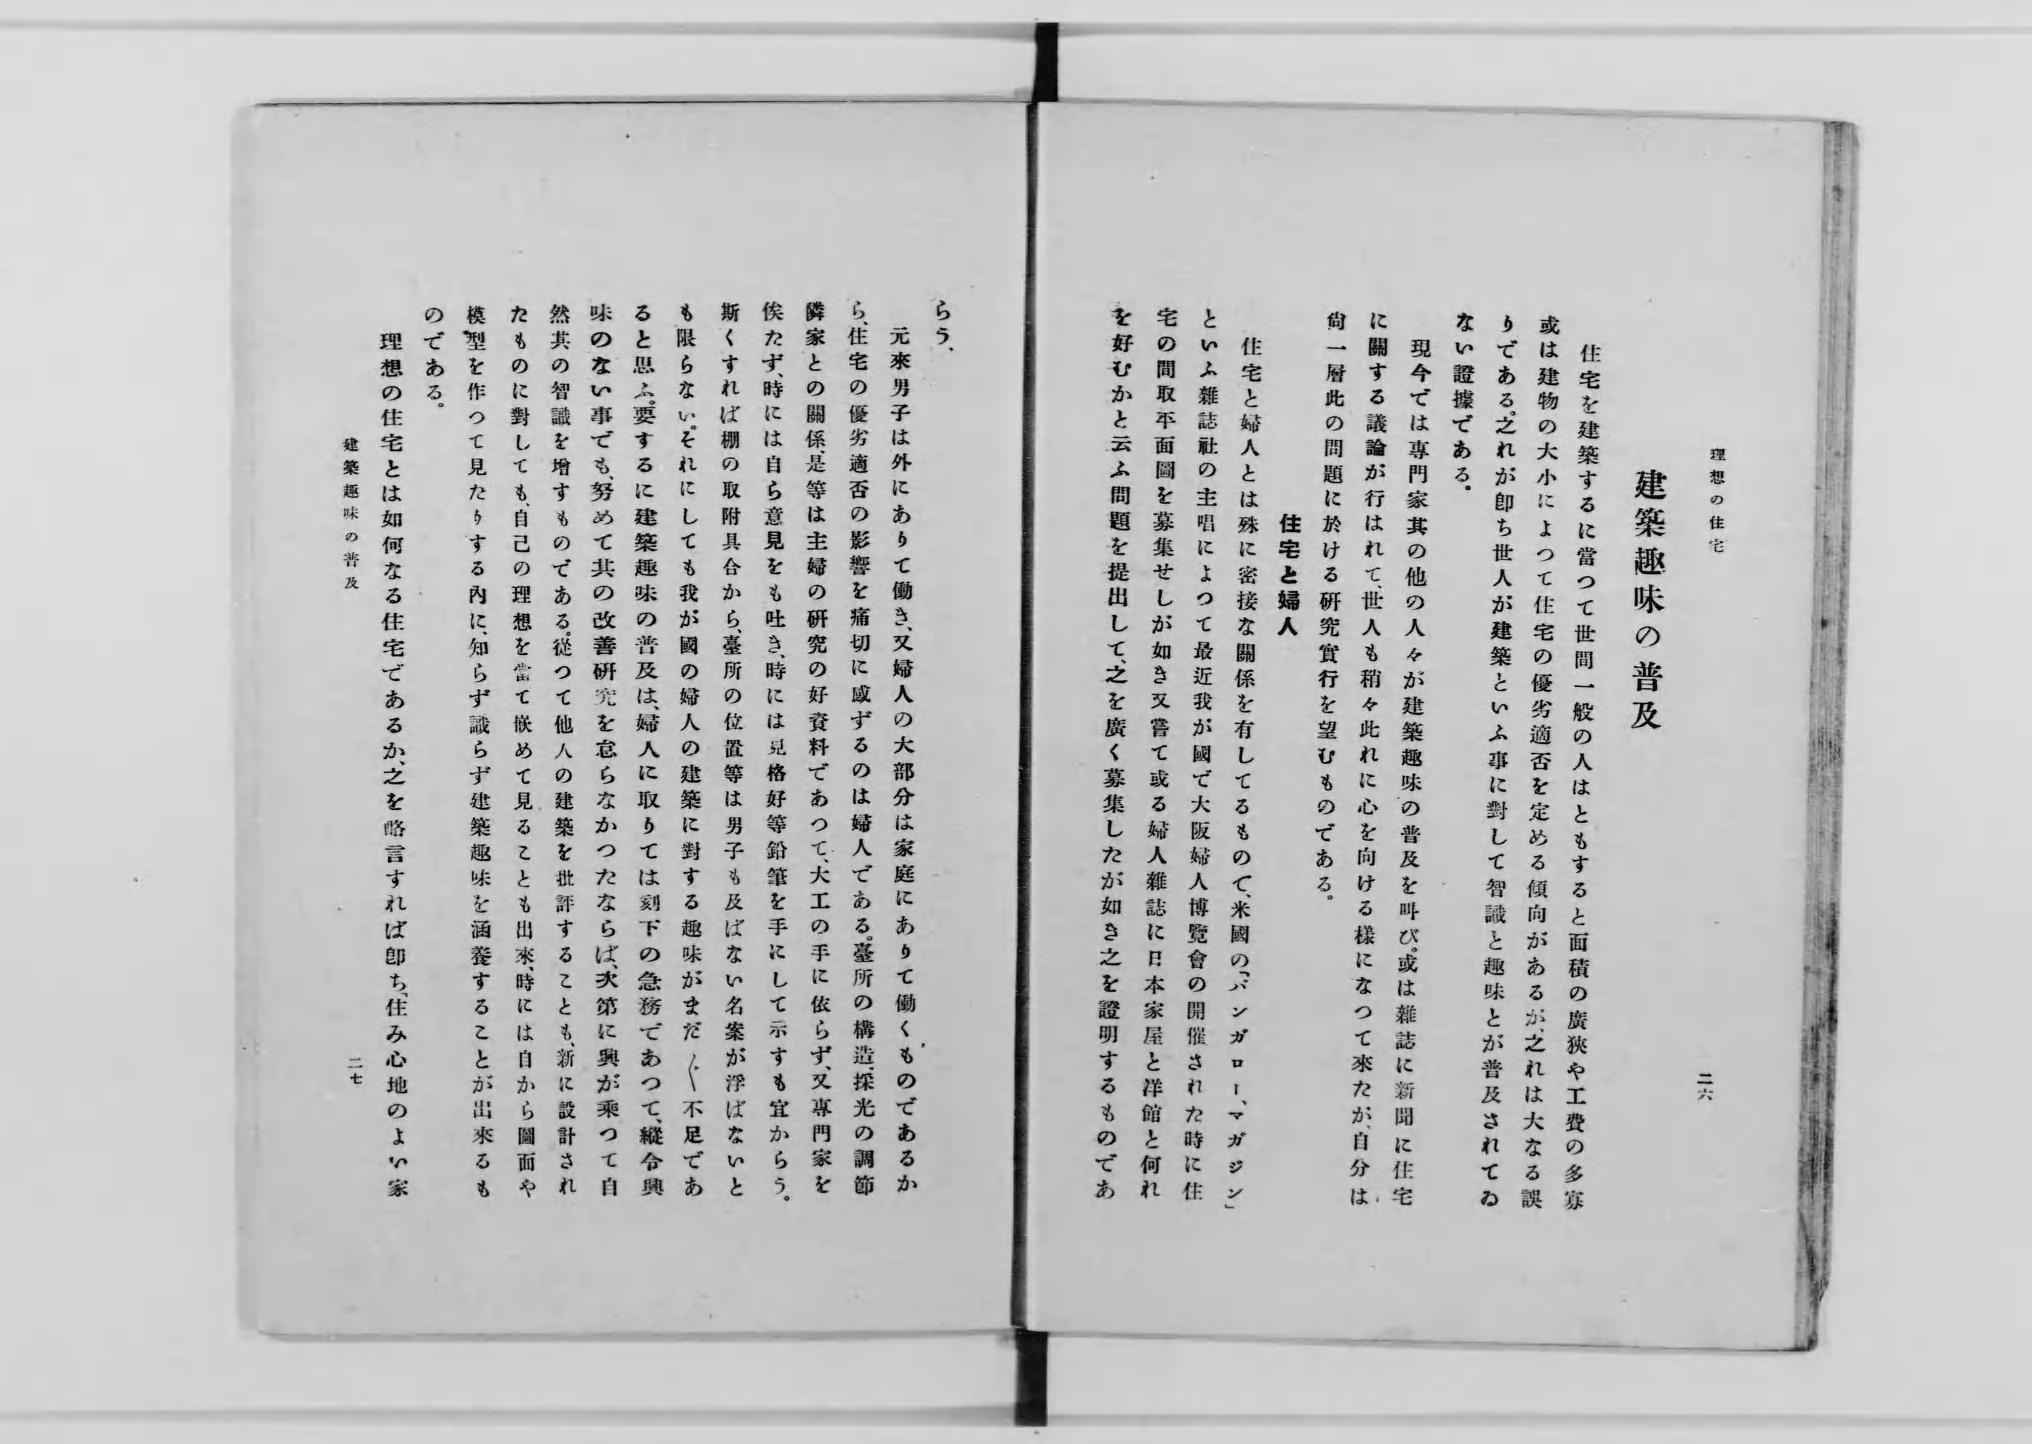 理想の住宅
二六
建築趣味の普及
住宅を建築するに當つて世間一般の人はともすると面積の廣狹や工費の多寡
或は建物の大小によつて住宅の優劣適否を定める傾向があるが、之れは大なる誤
りである。之れが卽ち世人が建築といふ事に對して智識と趣味とが普及されてゐ
ない證據である。
現今では專門家其の他の人々が建築趣味の普及を叫び。或は雜誌に新聞に住宅
に關する議論が行はれて、世人も稍々此れに心を向ける樣になつて來たが、自分は
尙一層此の問題に於ける硏究實行を望むものである。
住宅と婦人
住宅と婦人とは殊に密接な關係を有してるもので、米國の「バンガロー、マガジン」
といふ雜誌社の主唱によつて最近我が國で大阪婦人博覽會の開催された時に住
宅の間取平面圖を募集せしが如き又嘗て或る婦人雜誌に日本家屋と洋館と何れ
を好むかと云ふ問題を提出して、之を廣く募集したが如き之を證明するものであ
らう、
元來男子は外にありて働き、又婦人の大部分は家庭にありて働くものであるか
ら、住宅の優劣適否の影響を痛切に感ずるのは婦人である。臺所の構造、採光の調節
隣家との關係、是等は主婦の硏究の好資料であつて、大工の手に依らず、又專門家を
俟たず、時には自ら意見をも吐き、時には見格好等鉛筆を手にして示すも宜からう。
斯くすれば棚の取附具合から、臺所の位置等は男子も及ばない名案が浮ばないと
も限らない。それにしても我が國の婦人の建築に對する趣味がまだ〳〵不足であ
ると思ふ。要するに建築趣味の普及は、婦人に取りては刻下の急務であつて、縱令興
味のない事でも、努めて其の改善硏究を怠らなかつたならば、次第に興が乘つて自
然其の智識を增すものである。從つて他人の建築を批評することも、新に設計され
たものに對しても、自己の理想を當て嵌めて見ることも出來、時には自から圖面や
模型を作つて見たりする內に、知らず識らず建築趣味を涵養することが出來るも
のである。
理想の住宅とは如何なる住宅であるか、之を略言すれば卽ち、住み心地のよい家
建築趣味の普及
二七